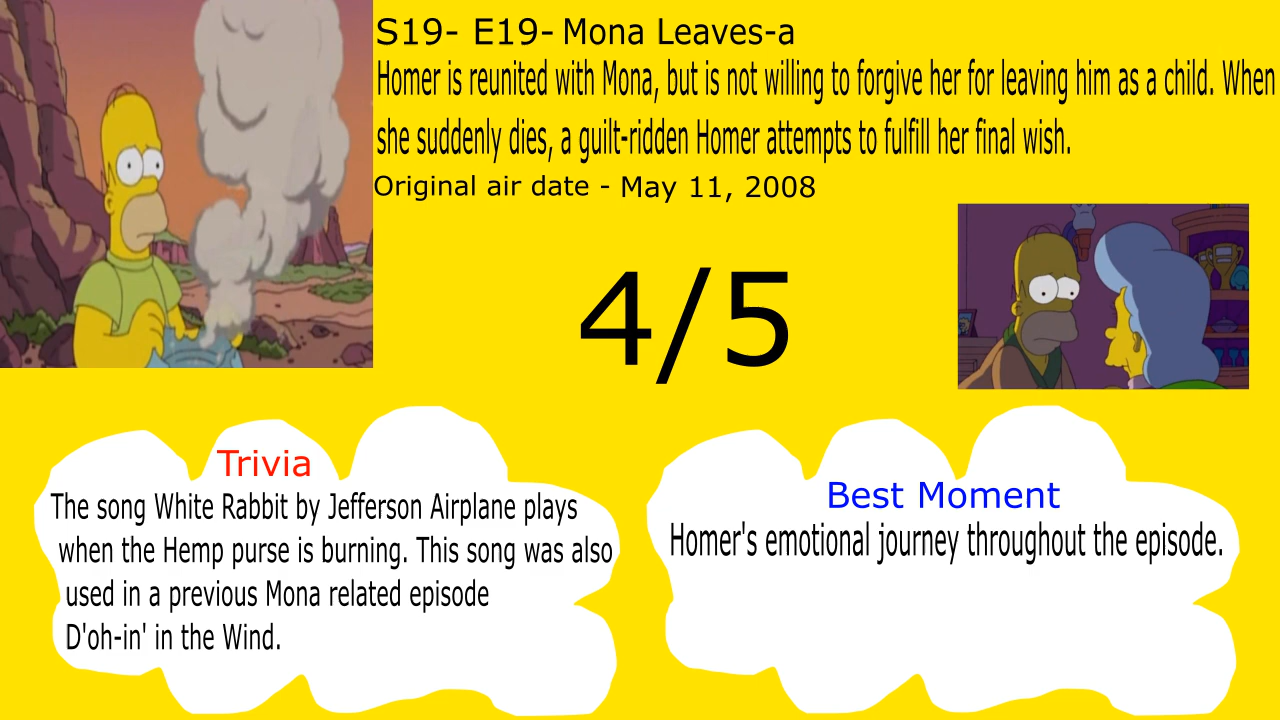 S19- E19- Mona Leaves-a
Homer is reunited with Mona, but is not willing to forgive her for leaving him as a child. When
she suddenly dies, a guilt-ridden Homer attempts to fulfill her final wish.
Original air date - May 11, 2008
4/5
Trivia
The song White Rabbit by Jefferson Airplane plays
when the Hemp purse is burning. This song was also
used in a previous Mona related episode
D'oh-in' in the Wind.
Best Moment
Homer's emotional journey throughout the episode.